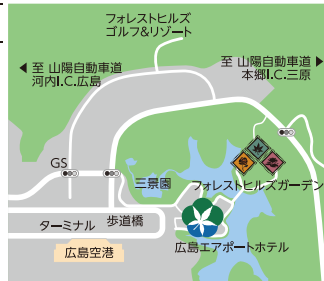 フォレストヒルズ
ゴルフ&リゾート
◀ 至 山陽自動車道
河内I.C.広島
至 山陽自動車道 ▶
本郷I.C.三原
GS
三景園
フォレストヒルズガーデン
ターミナル
歩道橋
広島空港
広島エアポートホテル